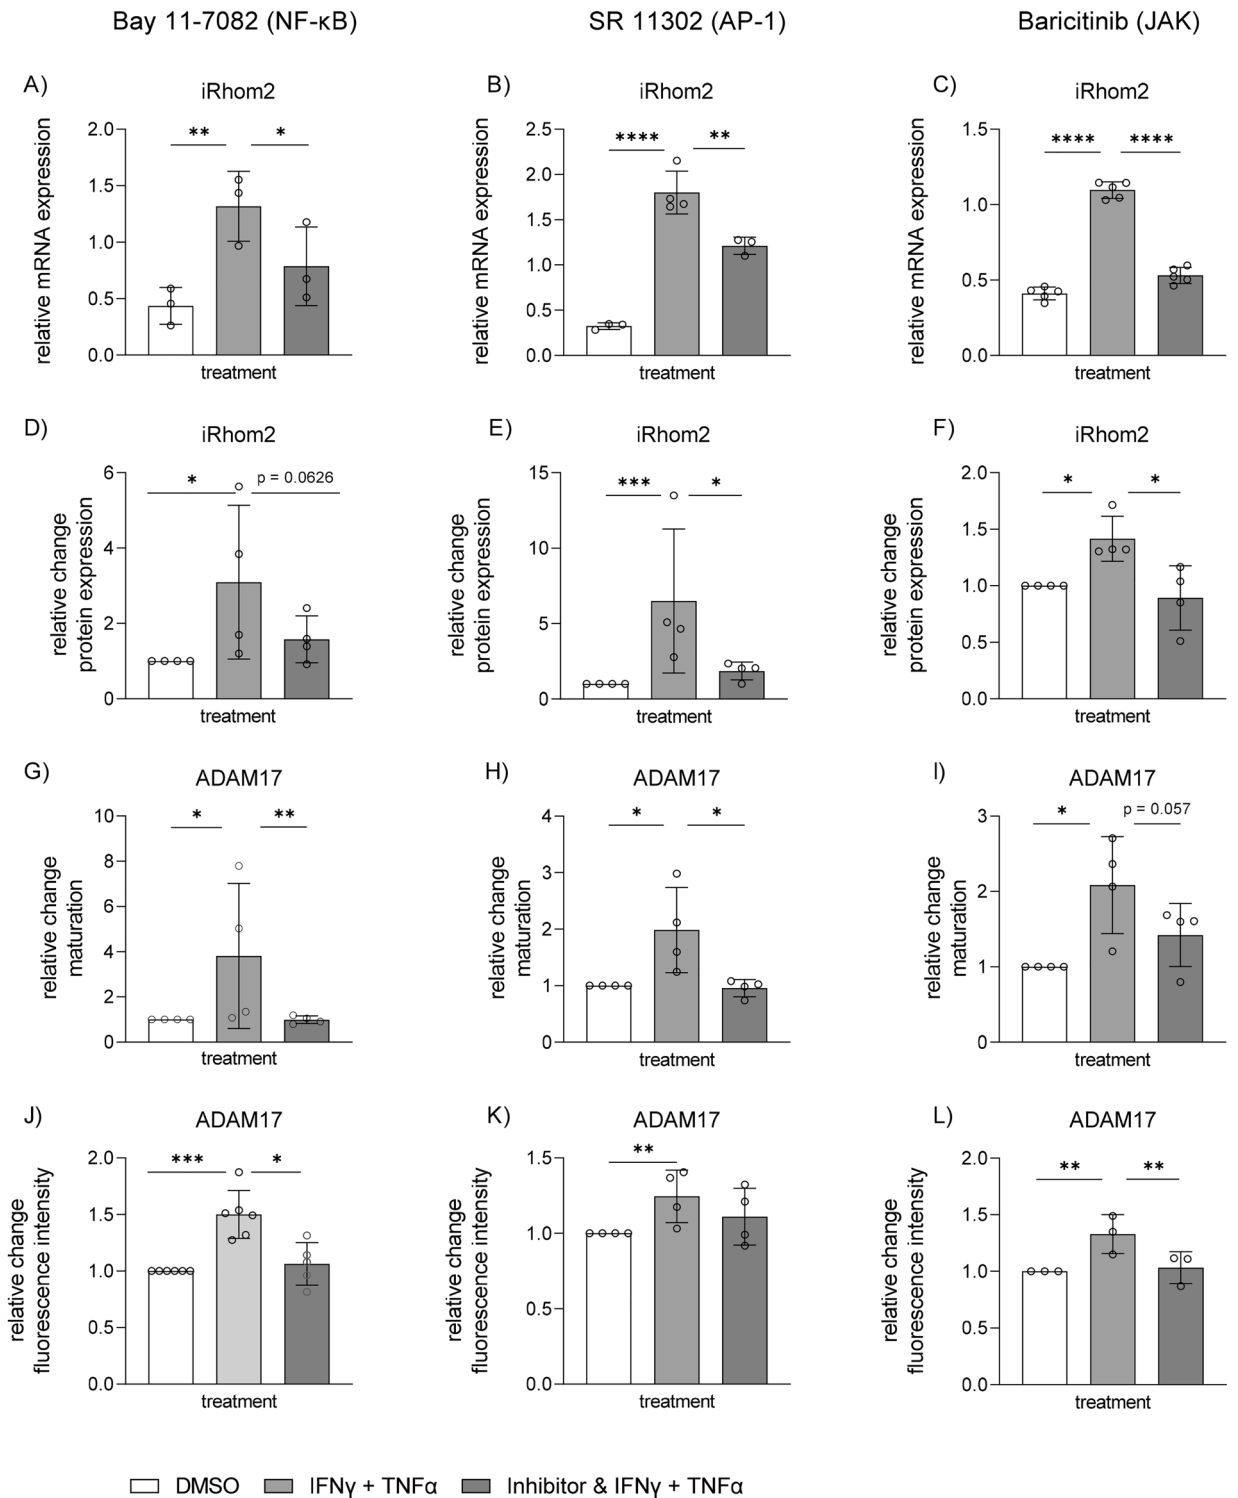 Bay 11-7082 (NF-κB)
SR 11302 (AP-1)
Baricitinib (JAK)
A)
iRhom2
relative mRNA expression
2.0
1.5
1.0
0.5
0.0
**
*
treatment
B)
iRhom2
relative mRNA expression
2.5
2.0
1.5
1.0
0.5
0.0
****
**
treatment
C)
iRhom2
relative mRNA expression
1.5
1.0
0.5
0.0
****
****
treatment
D)
iRhom2
relative change
protein expression
6
4
2
0
*
p = 0.0626
treatment
E)
iRhom2
relative change
protein expression
15
10
5
0
***
*
treatment
F)
iRhom2
relative change
protein expression
2.0
1.5
1.0
0.5
0.0
*
*
treatment
G)
ADAM17
relative change
maturation
10
8
6
4
2
0
*
**
treatment
H)
ADAM17
relative change
maturation
4
3
2
1
0
*
*
treatment
I)
ADAM17
relative change
maturation
3
2
1
0
*
p = 0.057
treatment
J)
ADAM17
relative change
fluorescence intensity
2.0
1.5
1.0
0.5
0.0
***
*
treatment
K)
ADAM17
relative change
fluorescence intensity
1.5
1.0
0.5
0.0
**
treatment
L)
ADAM17
relative change
fluorescence intensity
2.0
1.5
1.0
0.5
0.0
**
**
treatment
DMSO
IFNγ + TNFα
Inhibitor & IFNγ + TNFα